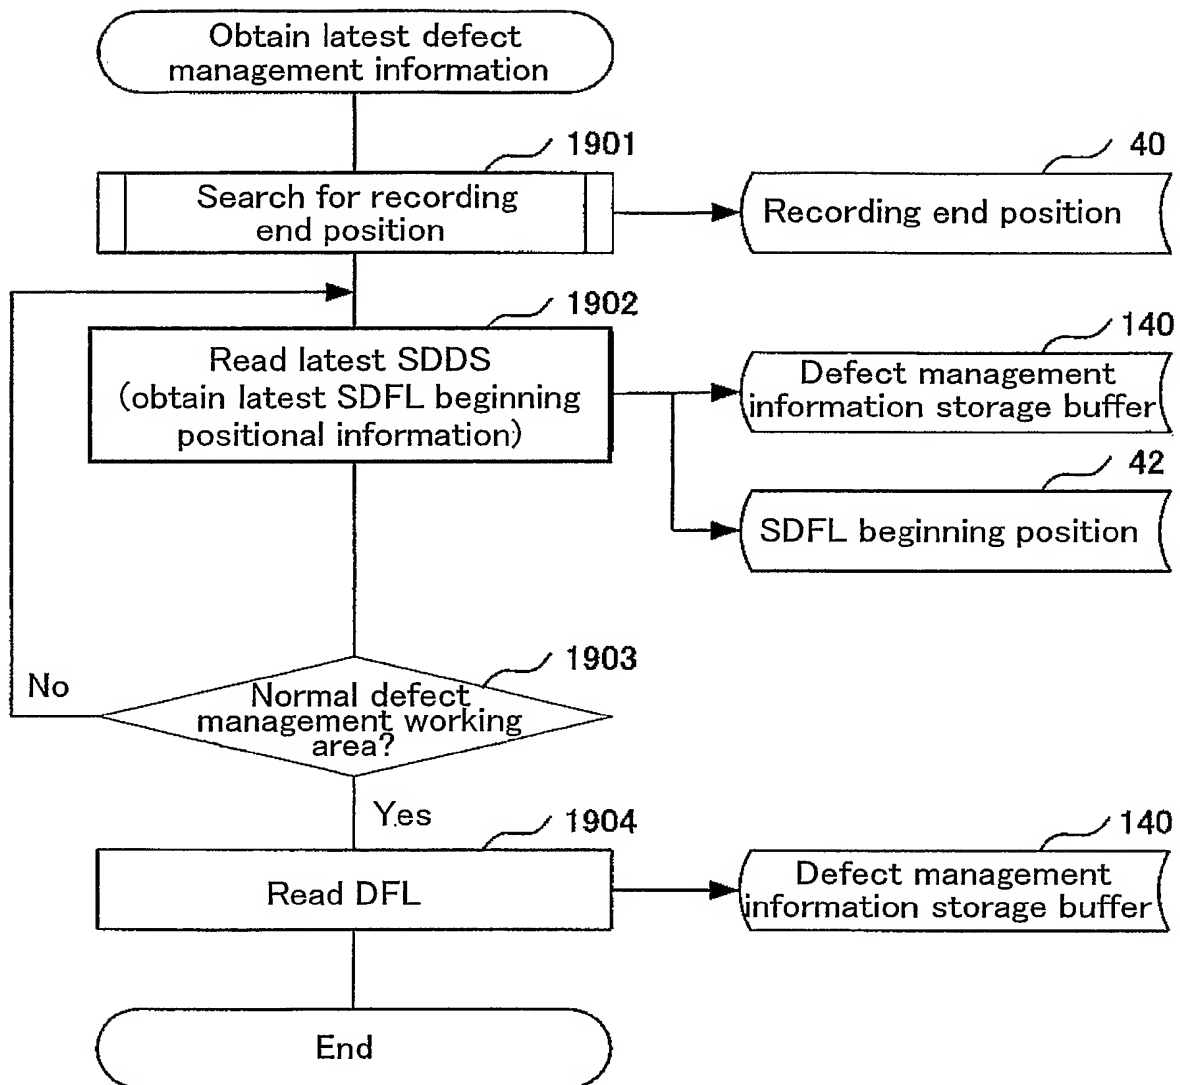 Obtain latest defect
management information
1901
Search for recording
end position
40
Recording end position
1902
Read latest SDDS
(obtain latest SDFL beginning
positional information)
140
Defect management
information storage buffer
42
SDFL beginning position
1903
No
Normal defect
management working
area?
Yes
1904
Read DFL
140
Defect management
information storage buffer
End